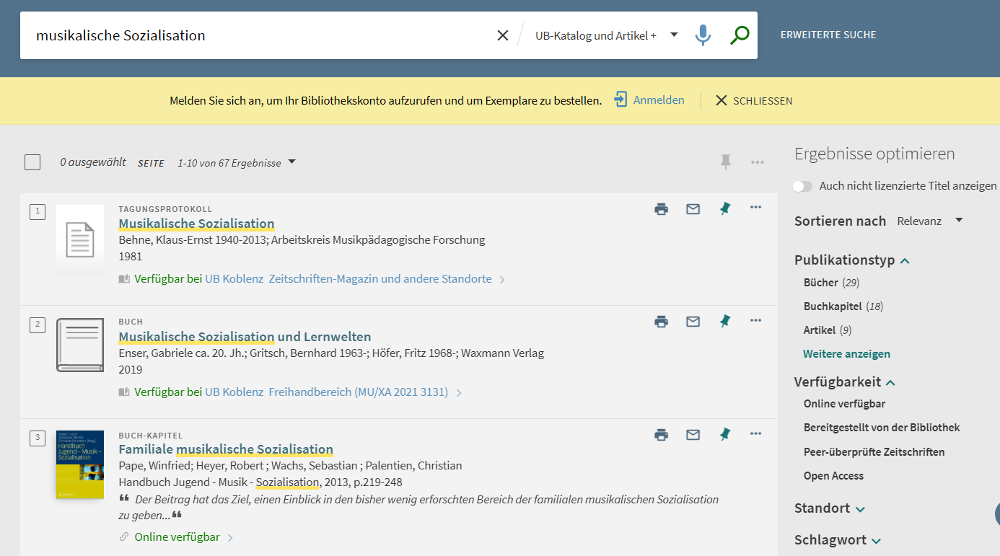 musikalische Sozialisation
UB-Katalog und Artikel +
ERWEITERTE SUCHE
Melden Sie sich an, um Ihr Bibliothekskonto aufzurufen und um Exemplare zu bestellen.
Anmelden
SCHLIESSEN
0 ausgewählt SEITE 1-10 von 67 Ergebnisse
1
TAGUNGSPROTOKOLL
Musikalische Sozialisation
Behne, Klaus-Ernst 1940-2013; Arbeitskreis Musikpädagogische Forschung
1981
Verfügbar bei UB Koblenz Zeitschriften-Magazin und andere Standorte
2
BUCH
Musikalische Sozialisation und Lernwelten
Enser, Gabriele ca. 20. Jh.; Gritsch, Bernhard 1963-; Höfer, Fritz 1968-; Waxmann Verlag
2019
Verfügbar bei UB Koblenz Freihandbereich (MU/XA 2021 3131)
3
Handbuch
Jugend – Musik –
Sozialisation
BUCH-KAPITEL
Familiale musikalische Sozialisation
Pape, Winfried; Heyer, Robert ; Wachs, Sebastian ; Palentien, Christian
Handbuch Jugend - Musik - Sozialisation, 2013, p.219-248
❝ Der Beitrag hat das Ziel, einen Einblick in den bisher wenig erforschten Bereich der familialen musikalischen Sozialisation
zu geben...❝
Online verfügbar
Ergebnisse optimieren
Auch nicht lizenzierte Titel anzeigen
Sortieren nach Relevanz
Publikationstyp
Bücher (29)
Buchkapitel (18)
Artikel (9)
Weitere anzeigen
Verfügbarkeit
Online verfügbar
Bereitgestellt von der Bibliothek
Peer-überprüfte Zeitschriften
Open Access
Standort
Schlagwort